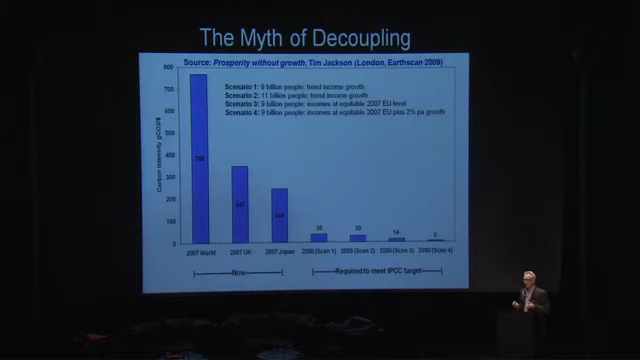 The Myth of Decoupling
Source: Prosperity without growth, Tim Jackson (London, Earthscan 2009)
Scenario 1: 9 billion people; trend income growth
Scenario 2: 11 billion people; trend income growth
Scenario 3: 9 billion people; incomes at equitable 2007 EU level
Scenario 4: 9 billion people; incomes at equitable 2007 EU plus 2% pa growth
Carbon intensity gCO2/$
800
700
600
500
400
300
200
100
0
768
347
244
36
30
14
6
2007 World
2007 UK
2007 Japan
2050 (Scen 1)
2050 (Scen 2)
2050 (Scen 3)
2050 (Scen 4)
Now
Required to meet IPCC target